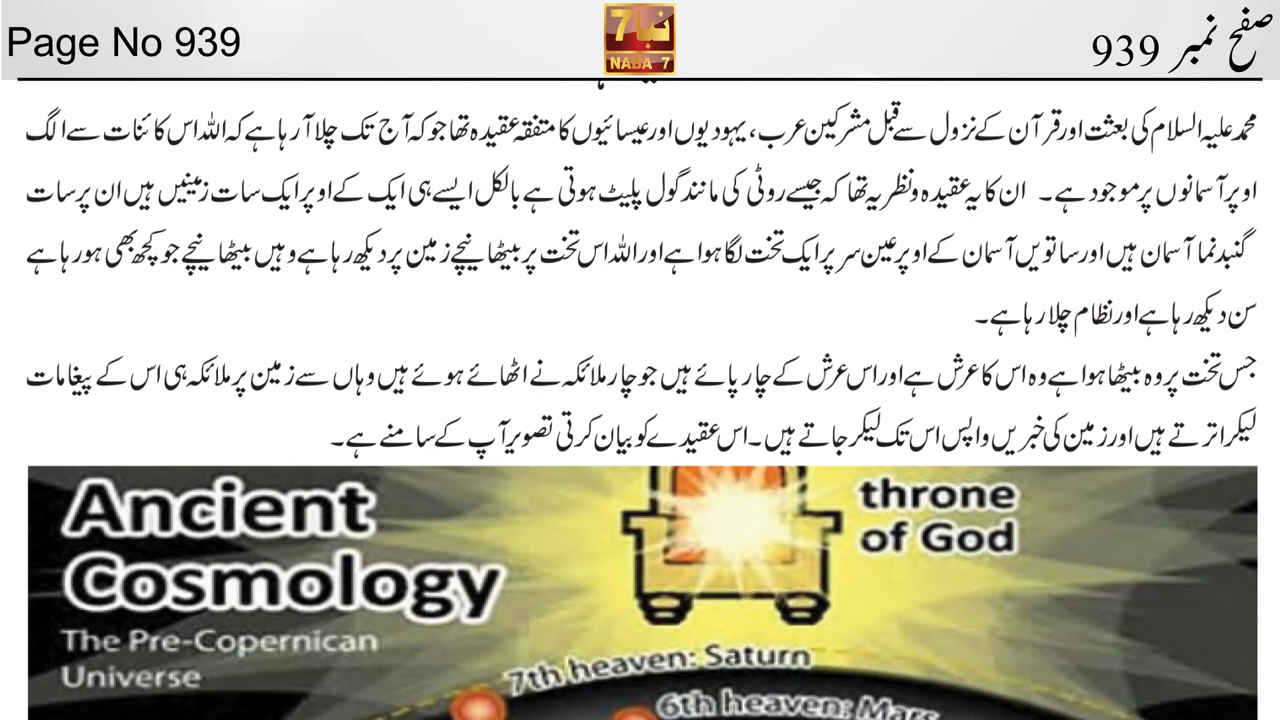 Page No 939
نبا 7
NABA 7
صفحہ نمبر 939
محمد علیہ السلام کی بعثت اور قرآن کے نزول سے قبل مشرکین عرب، یہودیوں اور عیسائیوں کا متفقہ عقیدہ تھا جو کہ آج تک چلا آ رہا ہے کہ اللہ اس کائنات سے الگ
اوپر آسمانوں پر موجود ہے۔ ان کا یہ عقیدہ و نظریہ تھا کہ جیسے روٹی کی مانند گول پلیٹ ہوتی ہے بالکل ایسے ہی ایک کے اوپر ایک سات زمینیں ہیں ان پر سات
گنبد نما آسمان ہیں اور ساتویں آسمان کے اوپر عین سر پر ایک تخت لگا ہوا ہے اور اللہ اس تخت پر بیٹھا نیچے زمین پر دیکھ رہا ہے وہیں بیٹھا نیچے جو کچھ بھی ہو رہا ہے
سن دیکھ رہا ہے اور نظام چلا رہا ہے۔
جس تخت پر وہ بیٹھا ہوا ہے وہ اس کا عرش ہے اور اس عرش کے چار پائے ہیں جو چار ملائکہ نے اٹھائے ہوئے ہیں وہاں سے زمین پر ملائکہ ہی اس کے پیغامات
لیکر اترتے ہیں اور زمین کی خبریں واپس اس تک لیکر جاتے ہیں۔ اس عقیدے کو بیان کرتی تصویر آپ کے سامنے ہے۔
Ancient
Cosmology
The Pre-Copernican
Universe
throne
of God
7th heaven: Saturn
6th heaven: Mars